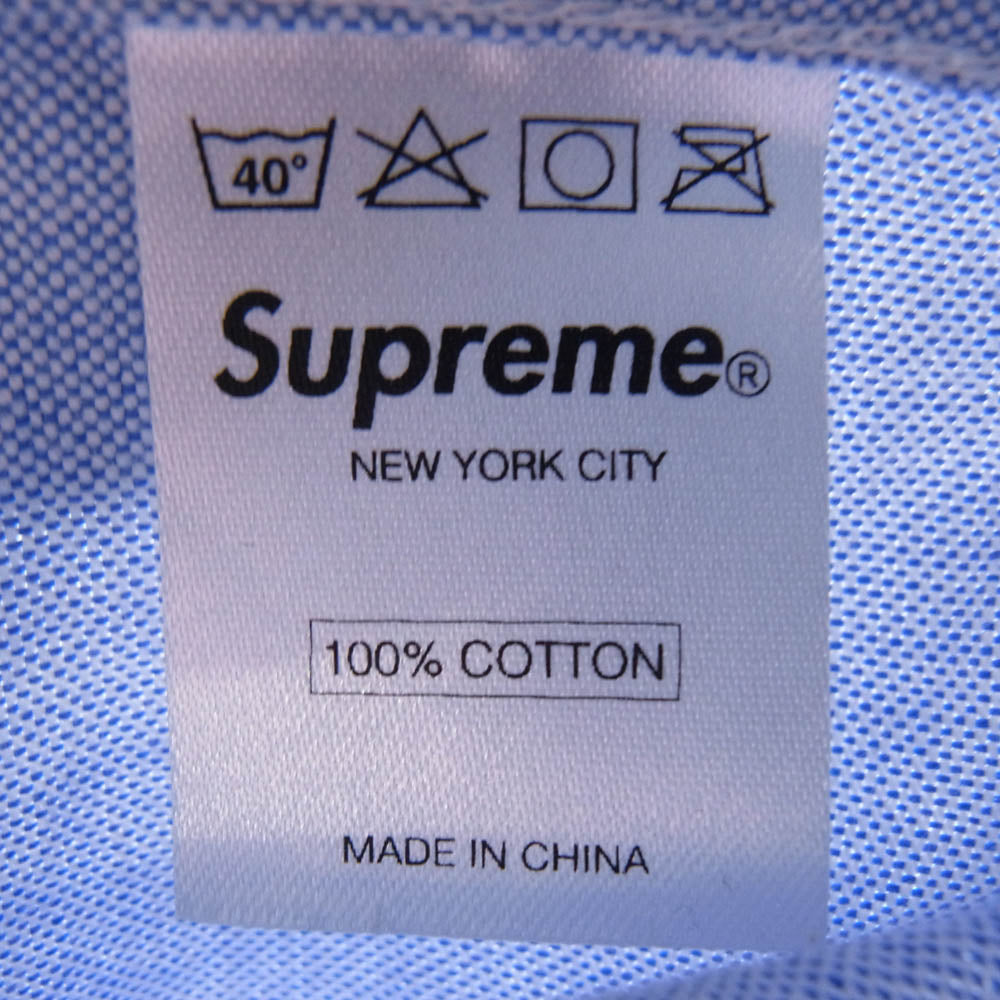 40°
Supreme®
NEW YORK CITY
100% COTTON
MADE IN CHINA